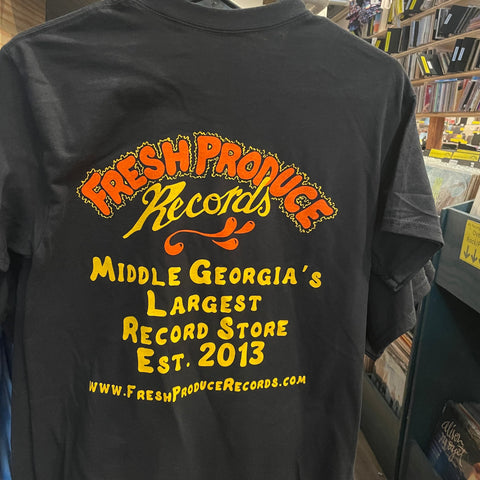 FRESH PRODUCE
Records
MIDDLE GEORGIA'S
LARGEST
RECORD STORE
EST. 2013
WWW.FRESHPRODUCERECORDS.COM